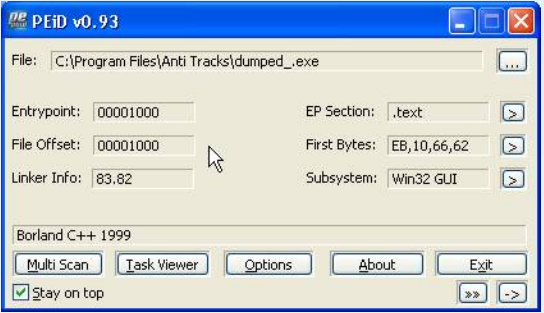 PEiD v0.93
File: C:\Program Files\Anti Tracks\dumped_.exe ...
Entrypoint: 00001000 EP Section: .text >
File Offset: 00001000 First Bytes: EB,10,66,62 >
Linker Info: 83.82 Subsystem: Win32 GUI >
Borland C++ 1999
Multi Scan Task Viewer Options About Exit
Stay on top »» ->